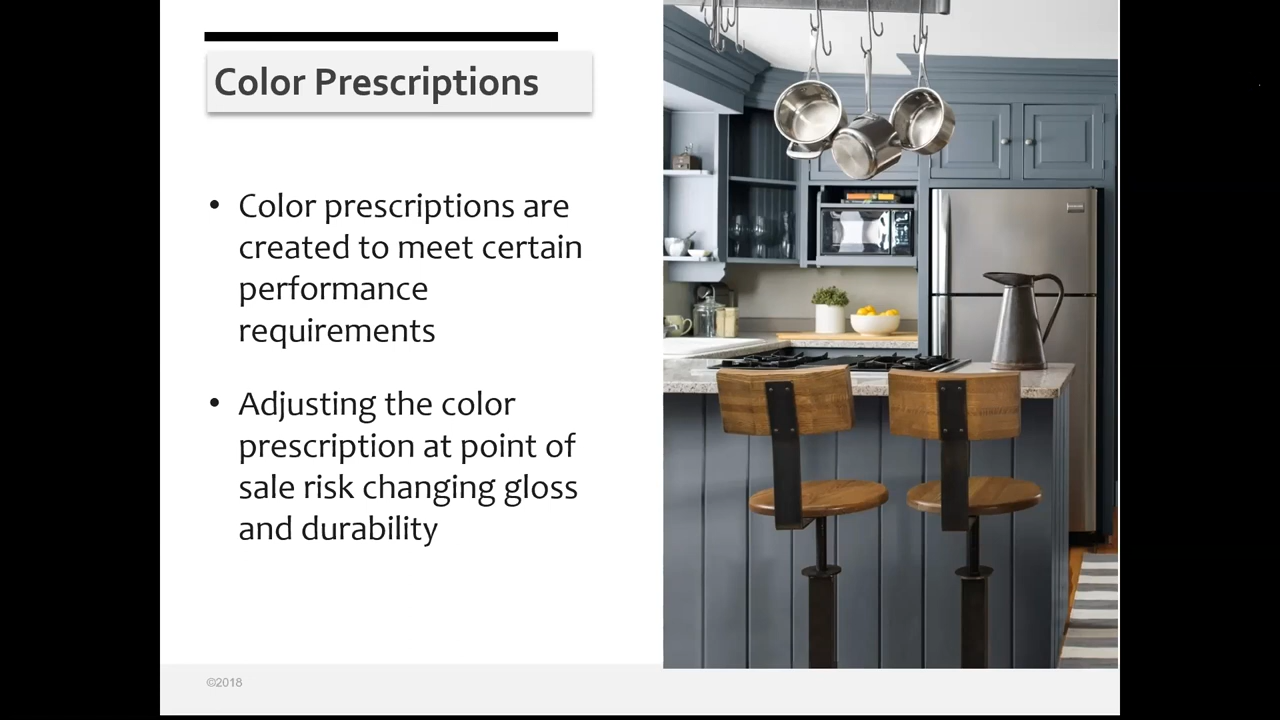 Color Prescriptions
• Color prescriptions are
created to meet certain
performance
requirements
• Adjusting the color
prescription at point of
sale risk changing gloss
and durability
©2018